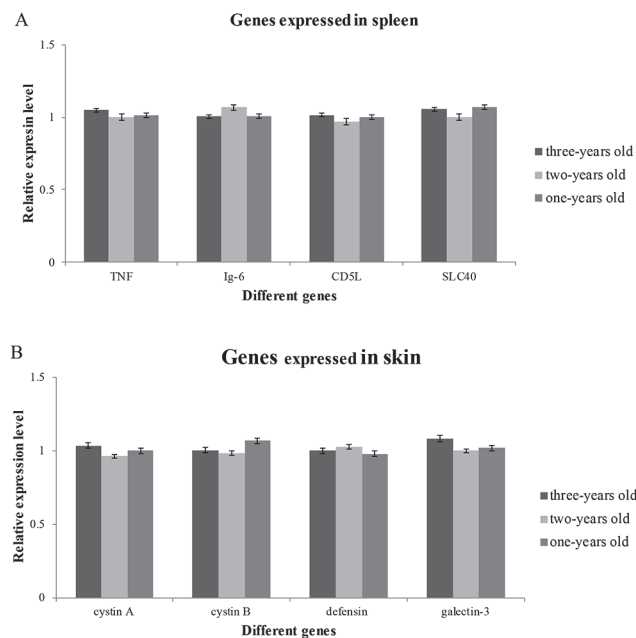 A
Genes expressed in spleen
1.5
1
0.5
0
Relative expresin level
TNF
Ig-6
CD5L
SLC40
Different genes
three-years old
two-years old
one-years old
B
Genes expressed in skin
1.5
1
0.5
0
Relative expression level
cystin A
cystin B
defensin
galectin-3
Different genes
three-years old
two-years old
one-years old